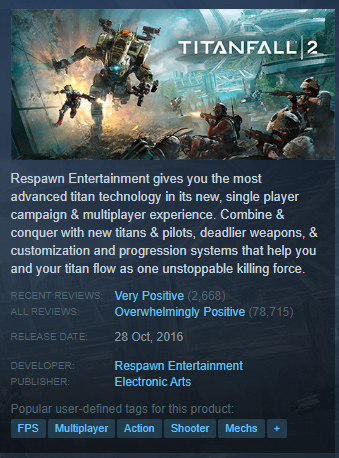 TITANFALL|2
Respawn Entertainment gives you the most
advanced titan technology in its new, single player
campaign & multiplayer experience. Combine &
conquer with new titans & pilots, deadlier weapons, &
customization and progression systems that help you
and your titan flow as one unstoppable killing force.
RECENT REVIEWS: Very Positive (2,668)
ALL REVIEWS: Overwhelmingly Positive (78,715)
RELEASE DATE: 28 Oct, 2016
DEVELOPER: Respawn Entertainment
PUBLISHER: Electronic Arts
Popular user-defined tags for this product:
FPS Multiplayer Action Shooter Mechs +